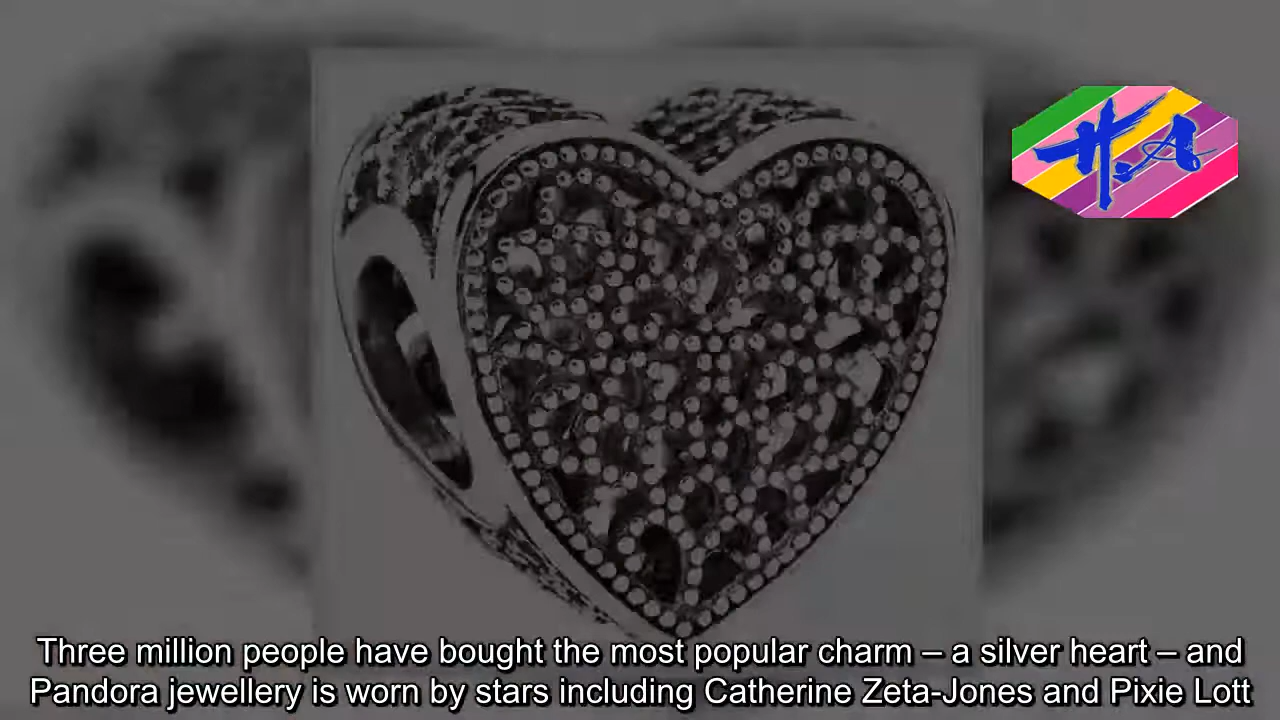 H.A
Three million people have bought the most popular charm – a silver heart – and
Pandora jewellery is worn by stars including Catherine Zeta-Jones and Pixie Lott